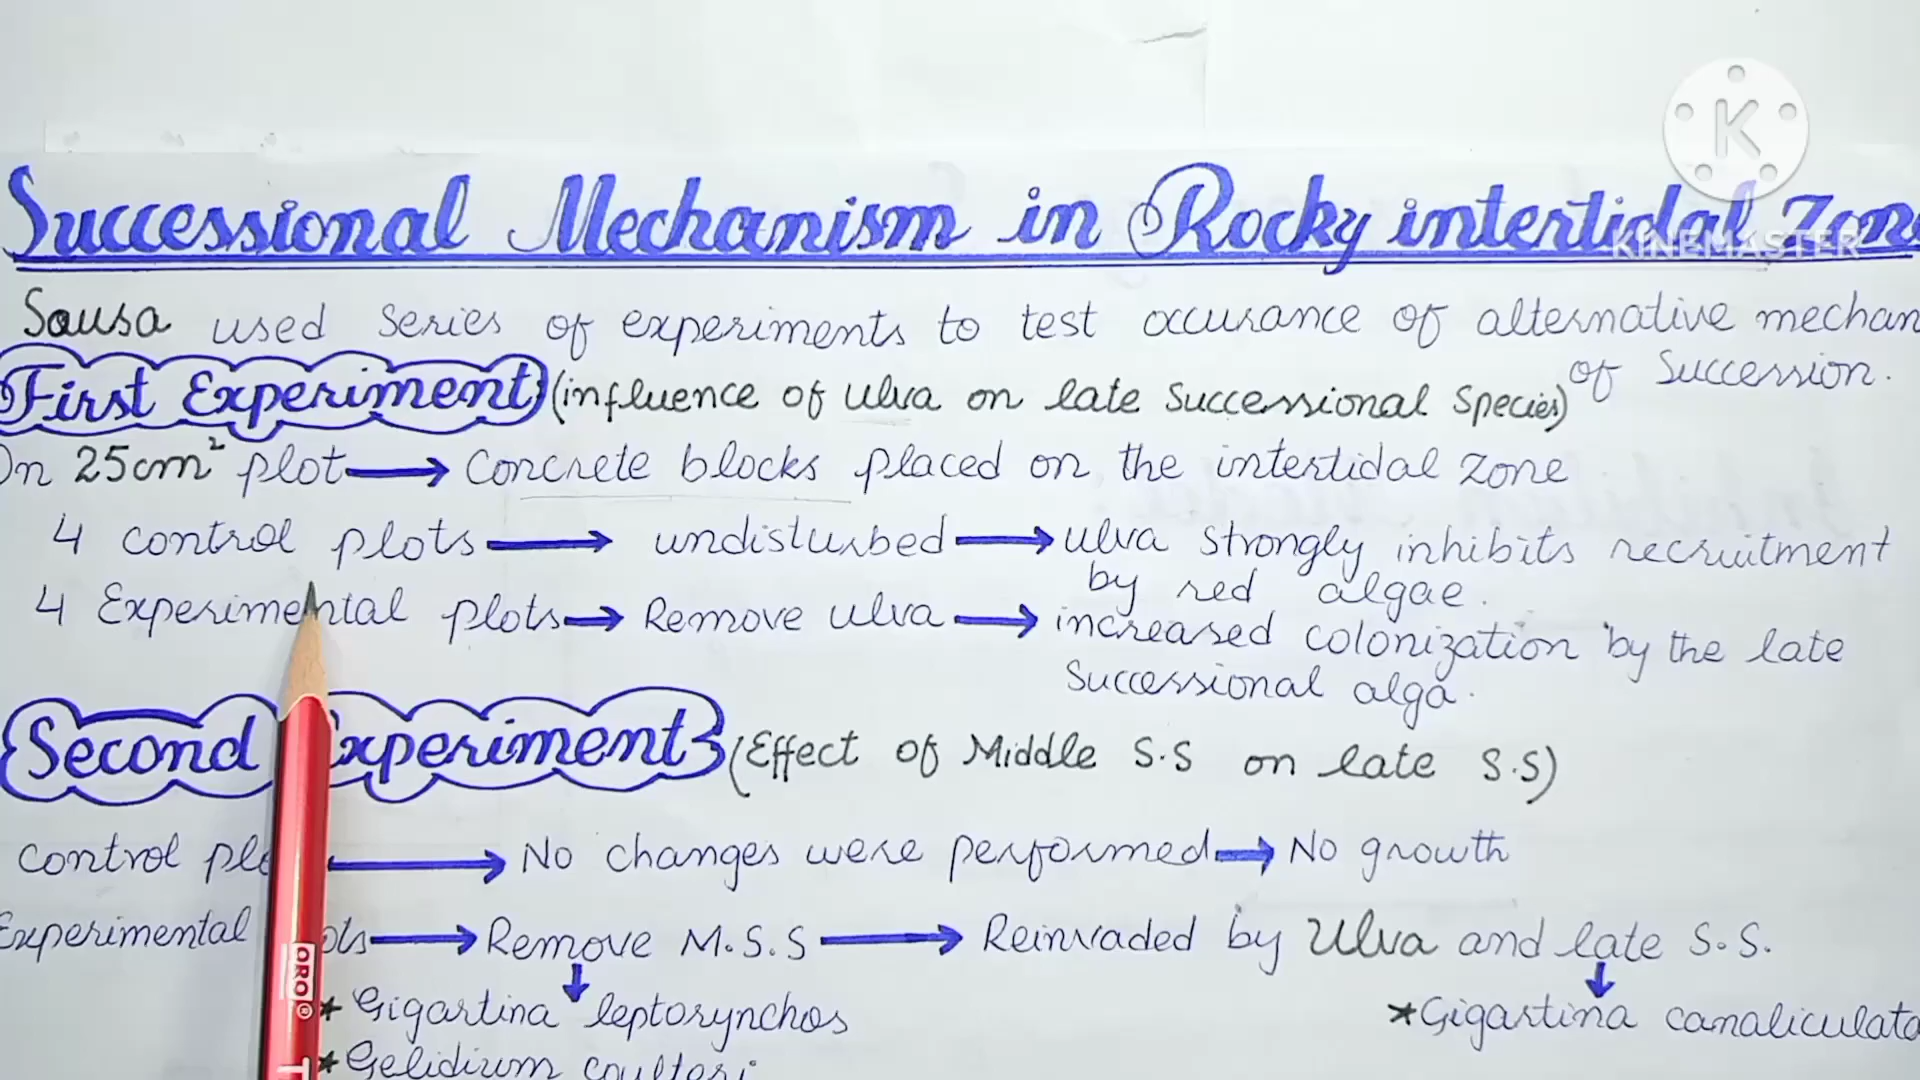 KINEMASTER
Successional Mechanism in Rocky intertidal Zone
Sousa used series of experiments to test occurance of alternative mechan
of Succession.
First Experiment (influence of ulva on late Successional Species)
On 25cm² plot → Concrete blocks placed on the intertidal zone
4 control plots → undisturbed → ulva strongly inhibits recruitment
by red algae.
4 Experimental plots → Remove ulva → increased colonization by the late
Successional alga.
Second Experiment (Effect of Middle S.S on late S.S)
control → No changes were performed → No growth
Experimental → Remove M.S.S → Reinvaded by Ulva and late S.S.
* Gigartina leptorynchos
* Gigartina canaliculata
* Gelidium coulteri
ORO®